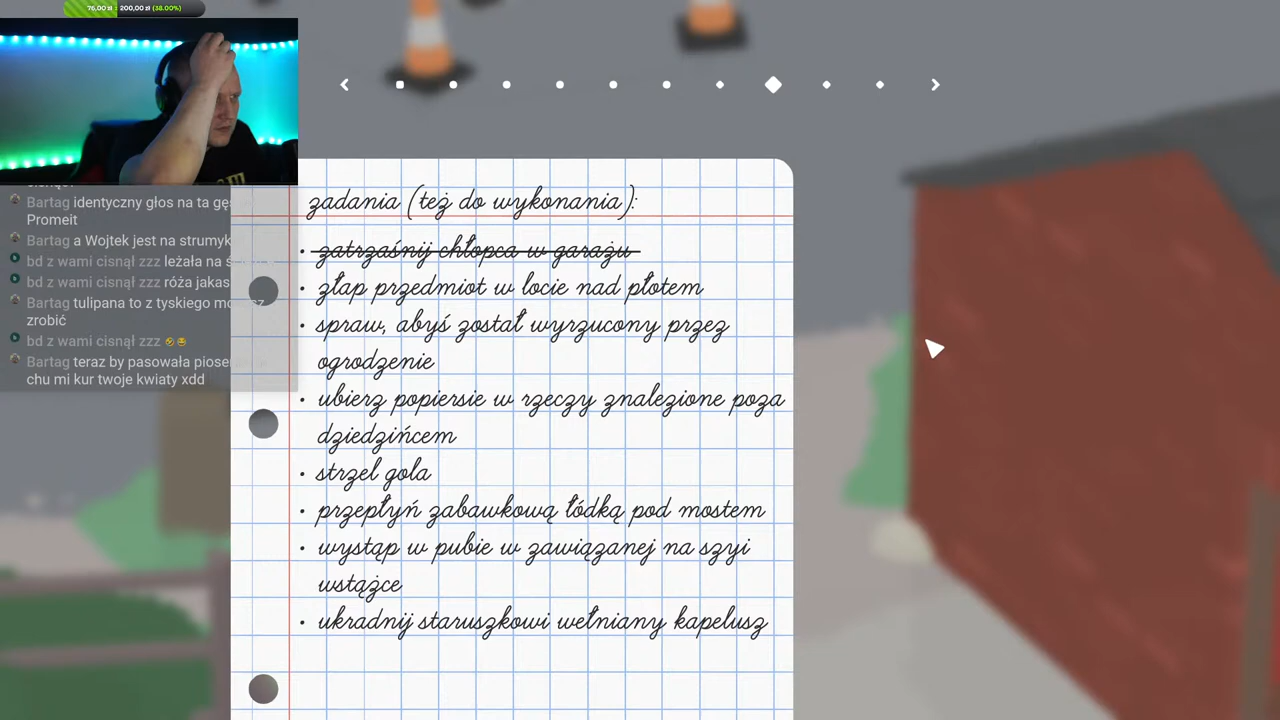 76,00 zł : 200,00 zł (38.00%)
Bartag identyczny głos na ta gęś
Promeit
Bartag a Wojtek jest na strumyk
bd z wami cisnął zzz leżała na
bd z wami cisnął zzz róża jakas
Bartag tulipana to z tyskiego
zrobić
bd z wami cisnął zzz 🤣😂
Bartag teraz by pasowała
chu mi kur twoje kwiaty xdd
zadania (też do wykonania):
• zatrzaśnij chłopca w garażu
• złap przedmiot w locie nad płotem
• spraw, abyś został wyrzucony przez
ogrodzenie
• ubierz popiersie w rzeczy znalezione poza
dziedzińcem
• strzel gola
• przepłyń zabawkową łódką pod mostem
• wystąp w pubie w zawiązanej na szyi
wstążce
• ukradnij staruszkowi wełniany kapelusz